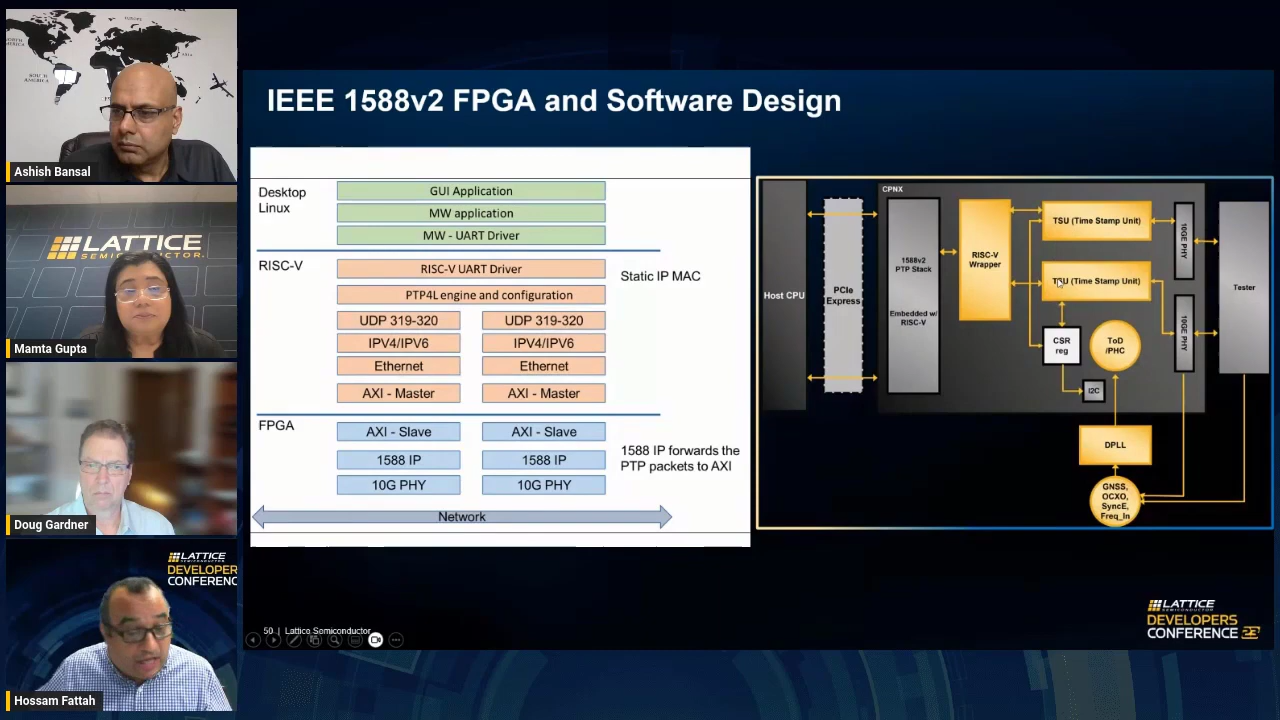 SOUTH
AMERICA
Ashish Bansal
LATTICE
SEMICONDUCTOR
Mamta Gupta
Doug Gardner
LATTICE
DEVELOPERS
CONFERENC
Hossam Fattah
IEEE 1588v2 FPGA and Software Design
Desktop
Linux
GUI Application
MW application
MW - UART Driver
RISC-V
RISC-V UART Driver
Static IP MAC
PTP4L engine and configuration
UDP 319-320
UDP 319-320
IPV4/IPV6
IPV4/IPV6
Ethernet
Ethernet
AXI - Master
AXI - Master
FPGA
AXI - Slave
AXI - Slave
1588 IP
1588 IP
1588 IP forwards the
PTP packets to AXI
10G PHY
10G PHY
Network
CPNX
Host CPU
PCIe
Express
1588v2
PTP Stack
Embedded w/
RISC-V
RISC-V
Wrapper
TSU (Time Stamp Unit)
TSU (Time Stamp Unit)
CSR
reg
ToD
/PHC
I2C
10GE PHY
10GE PHY
Tester
DPLL
GNSS,
OCXO,
SyncE,
Freq_In
50 | Lattice Semiconductor
LATTICE
SEMICONDUCTOR
DEVELOPERS
CONFERENCE 23